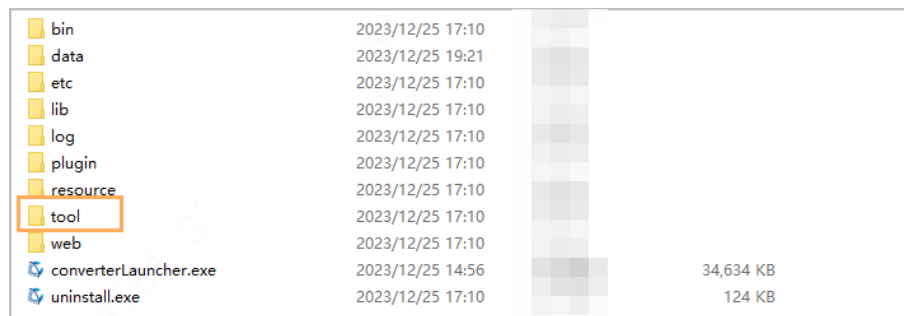 bin 2023/12/25 17:10
data 2023/12/25 19:21
etc 2023/12/25 17:10
lib 2023/12/25 17:10
log 2023/12/25 17:10
plugin 2023/12/25 17:10
resource 2023/12/25 17:10
tool 2023/12/25 17:10
web 2023/12/25 17:10
converterLauncher.exe 2023/12/25 14:56 34,634 KB
uninstall.exe 2023/12/25 17:10 124 KB